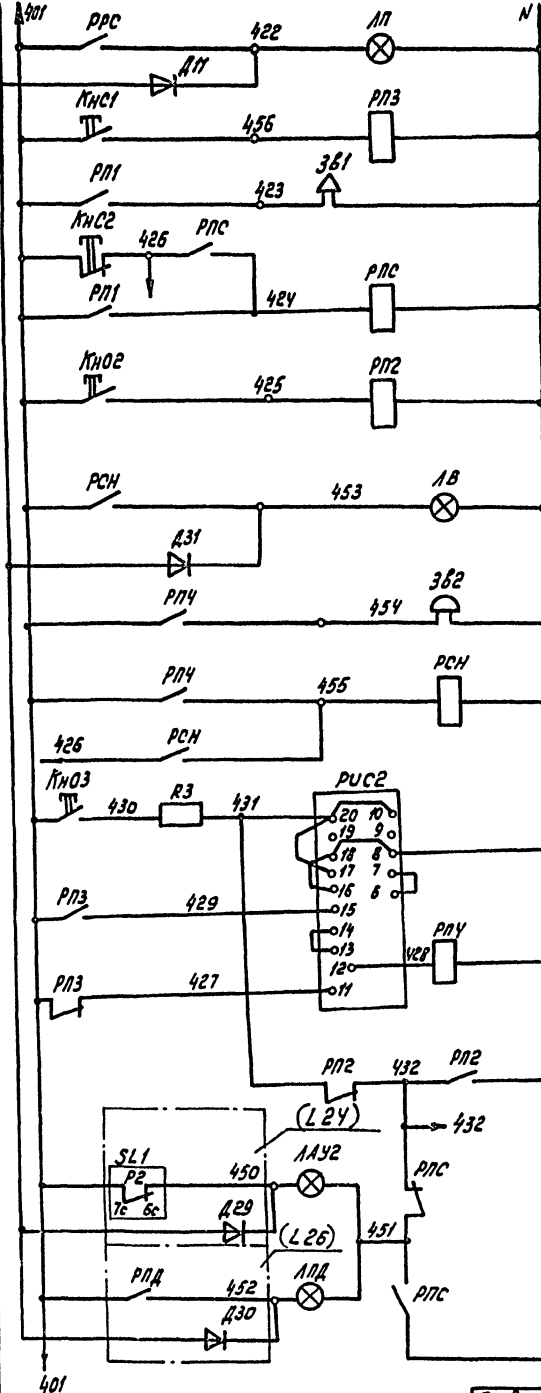 401 РРС 422 ЛП N
Д11
КнС1 456 РП3
РП1 423 Зв1
КнС2 426 РПС
РП1 424 РПС
КнО2 425 РП2
РСН 453 ЛВ
Д31
РП4 454 Зв2
РП4 455 РСН
426 РСН
РИС2
КнО3 430 R3 431
20 10
19 9
18 8
17 7
16 6
РП3 429 15
14
13
12 428 РПУ
РП3 427 11
РП2 432 РП2
(L24) 432
SL1
Р2 450 ЛАУ2 РПС
7с 6с
Д29 (L26) 451
РПД 452 ЛПД РПС
Д30
401